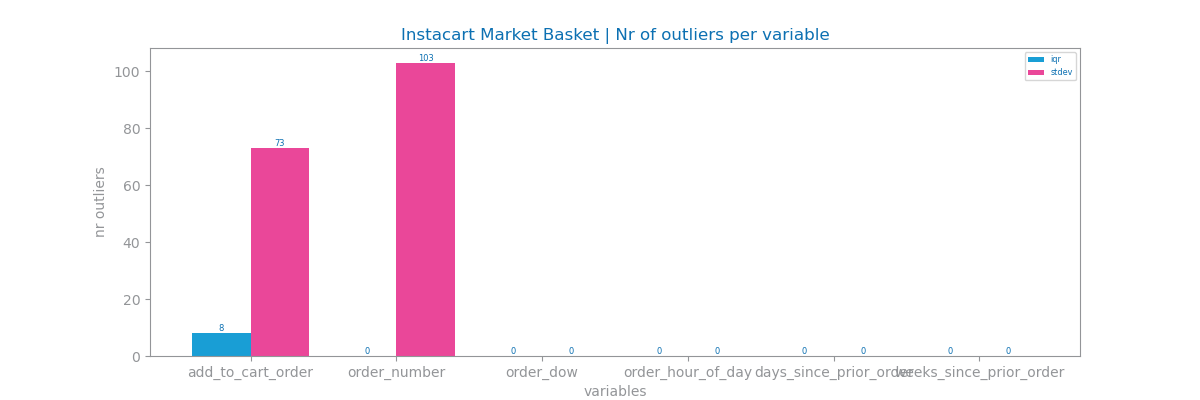 Instacart Market Basket | Nr of outliers per variable
iqr
stdev
nr outliers
100
80
60
40
20
0
8
73
0
103
0
0
0
0
0
0
0
0
add_to_cart_order
order_number
order_dow
order_hour_of_day
days_since_prior_order
weeks_since_prior_order
variables